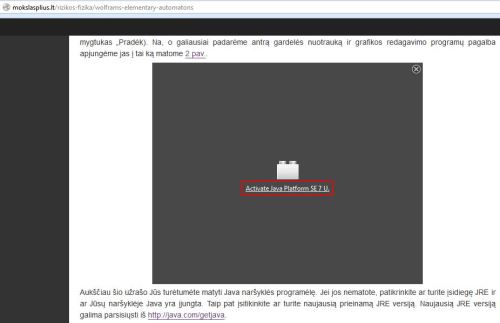 mokslasplius.lt/rizikos-fizika/wolframs-elementary-automatons
mygtukas „Pradėk). Na, o galiausiai padarėme antrą gardelės nuotrauką ir grafikos redagavimo programų pagalba
apjungėme jas į tai ką matome 2 pav..
Activate Java Platform SE 7 U.
Aukščiau šio užrašo Jūs turėtumėte matyti Java naršyklės programėlę. Jei jos nematote, patikrinkite ar turite įsidiegę JRE ir
ar Jūsų naršyklėje Java yra įjungta. Taip pat įsitikinkite ar turite naujausią prieinamą JRE versiją. Naujausią JRE versiją
galima parsisiųsti iš http://java.com/getjava.